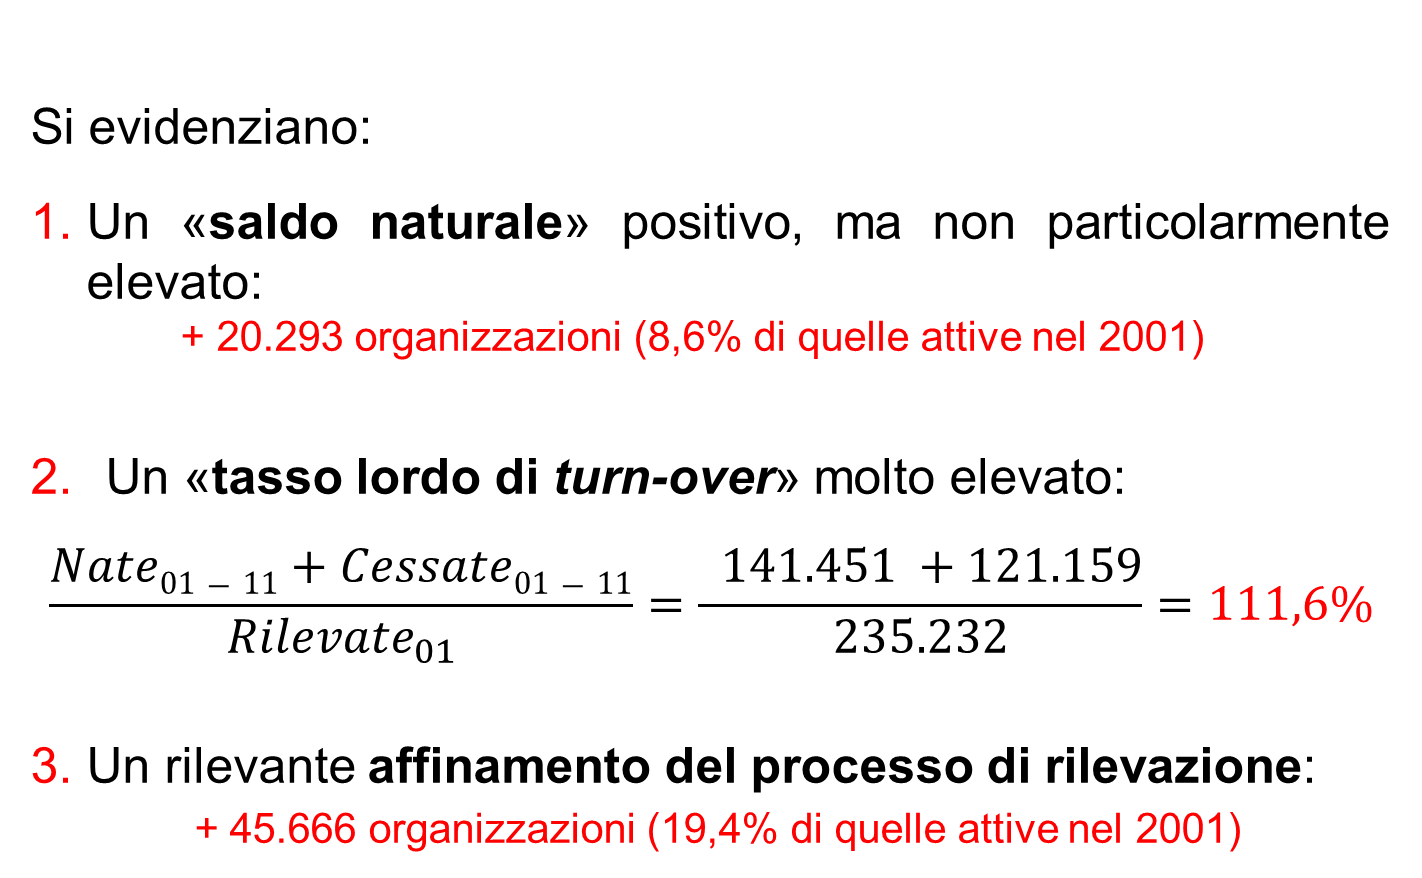 Si evidenziano:
1. Un «saldo naturale» positivo, ma non particolarmente
elevato:
+ 20.293 organizzazioni (8,6% di quelle attive nel 2001)
2. Un «tasso lordo di turn-over» molto elevato:
Nate01 – 11 + Cessate01 – 11 / Rilevate01 = 141.451 + 121.159 / 235.232 = 111,6%
3. Un rilevante affinamento del processo di rilevazione:
+ 45.666 organizzazioni (19,4% di quelle attive nel 2001)